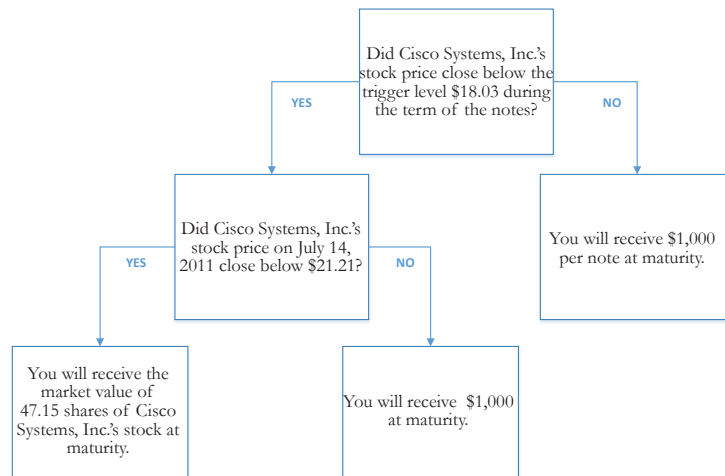 Did Cisco Systems, Inc.'s
stock price close below the
trigger level $18.03 during
the term of the notes?
YES
NO
Did Cisco Systems, Inc.'s
stock price on July 14,
2011 close below $21.21?
You will receive $1,000
per note at maturity.
YES
NO
You will receive the
market value of
47.15 shares of Cisco
Systems, Inc.'s stock at
maturity.
You will receive $1,000
at maturity.